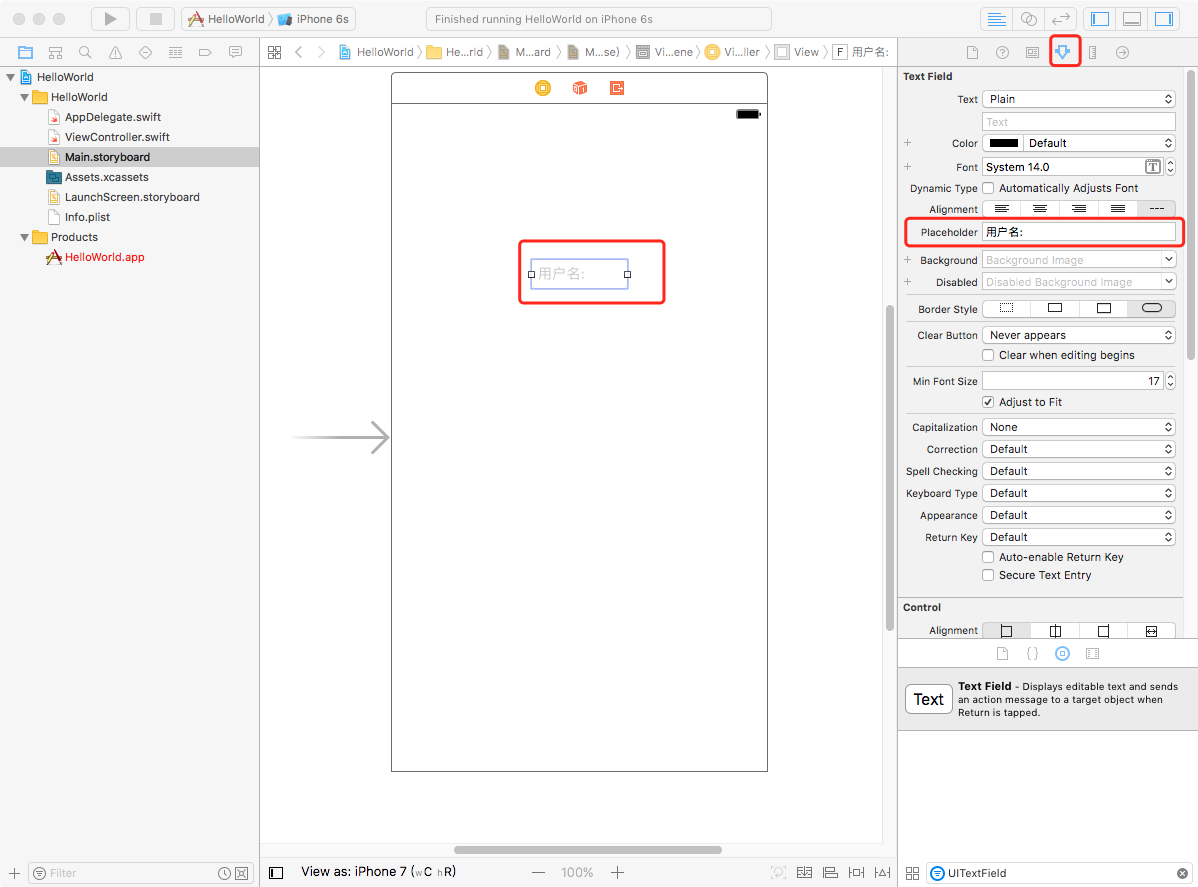 HelloWorld
iPhone 6s
Finished running HelloWorld on iPhone 6s
HelloWorld
He...rld
M...ard
M...se)
Vi...ene
Vi...ller
View
F
用户名:
HelloWorld
HelloWorld
AppDelegate.swift
ViewController.swift
Main.storyboard
Assets.xcassets
LaunchScreen.storyboard
Info.plist
Products
HelloWorld.app
Filter
用户名:
View as: iPhone 7 (wC hR)
100%
Text Field
Text Plain
Text
Color Default
Font System 14.0 T
Dynamic Type Automatically Adjusts Font
Alignment
Placeholder 用户名:
Background Background Image
Disabled Disabled Background Image
Border Style
Clear Button Never appears
Clear when editing begins
Min Font Size 17
Adjust to Fit
Capitalization None
Correction Default
Spell Checking Default
Keyboard Type Default
Appearance Default
Return Key Default
Auto-enable Return Key
Secure Text Entry
Control
Alignment
{}
Text
Text Field - Displays editable text and sends
an action message to a target object when
Return is tapped.
UITextField